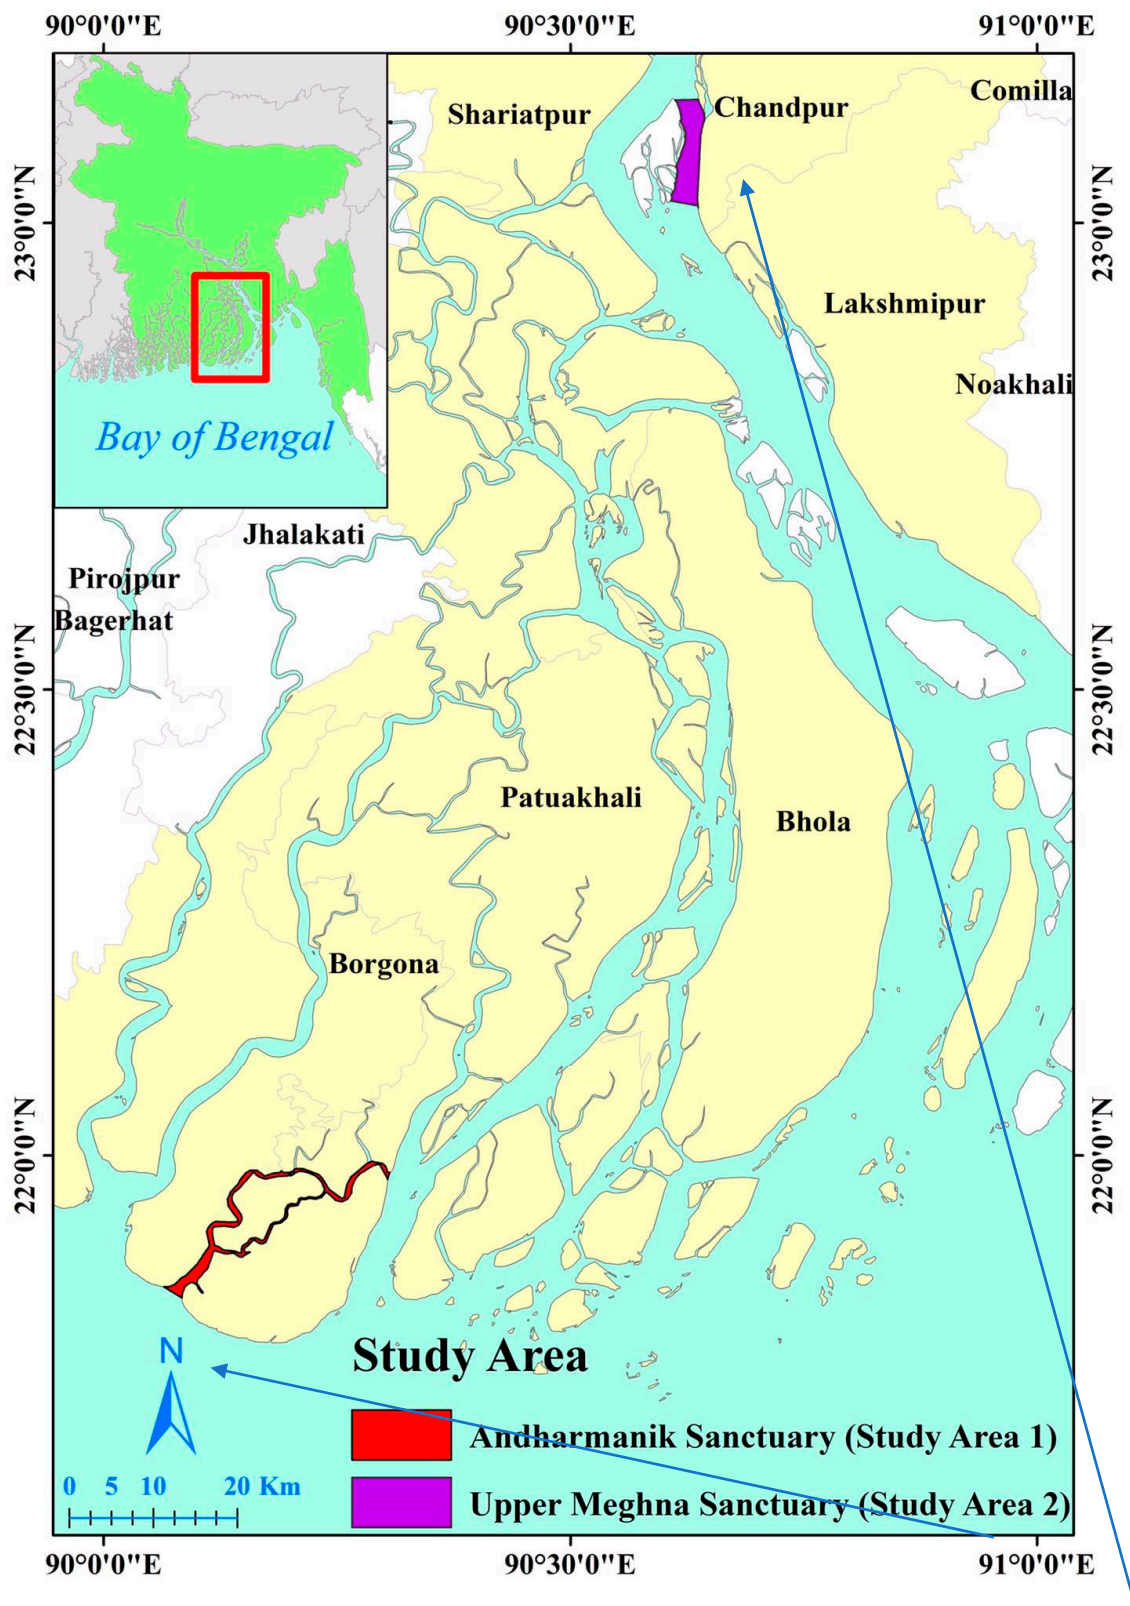 90°0'0"E
90°30'0"E
91°0'0"E
Comilla
Shariatpur
Chandpur
23°0'0"N
23°0'0"N
Lakshmipur
Noakhali
Bay of Bengal
Jhalakati
Pirojpur
Bagerhat
22°30'0"N
22°30'0"N
Patuakhali
Bhola
Borgona
22°0'0"N
22°0'0"N
N
Study Area
Andharmanik Sanctuary (Study Area 1)
0 5 10 20 Km
Upper Meghna Sanctuary (Study Area 2)
90°0'0"E
90°30'0"E
91°0'0"E